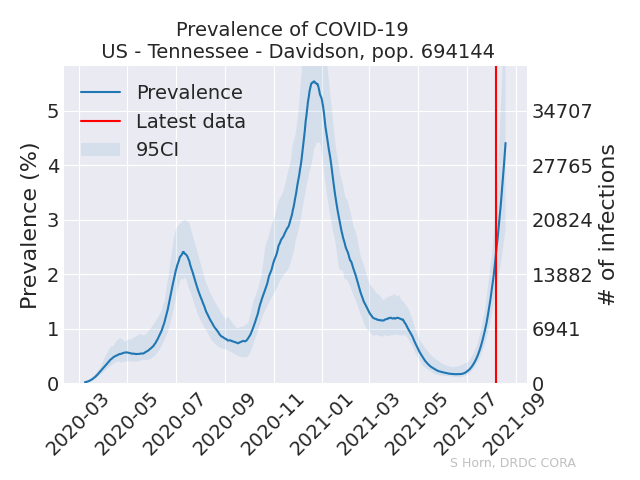 Prevalence of COVID-19
US - Tennessee - Davidson, pop. 694144
Prevalence
Latest data
95CI
Prevalence (%)
5
4
3
2
1
0
34707
27765
20824
13882
6941
0
# of infections
2020-03
2020-05
2020-07
2020-09
2020-11
2021-01
2021-03
2021-05
2021-07
2021-09
S Horn, DRDC CORA